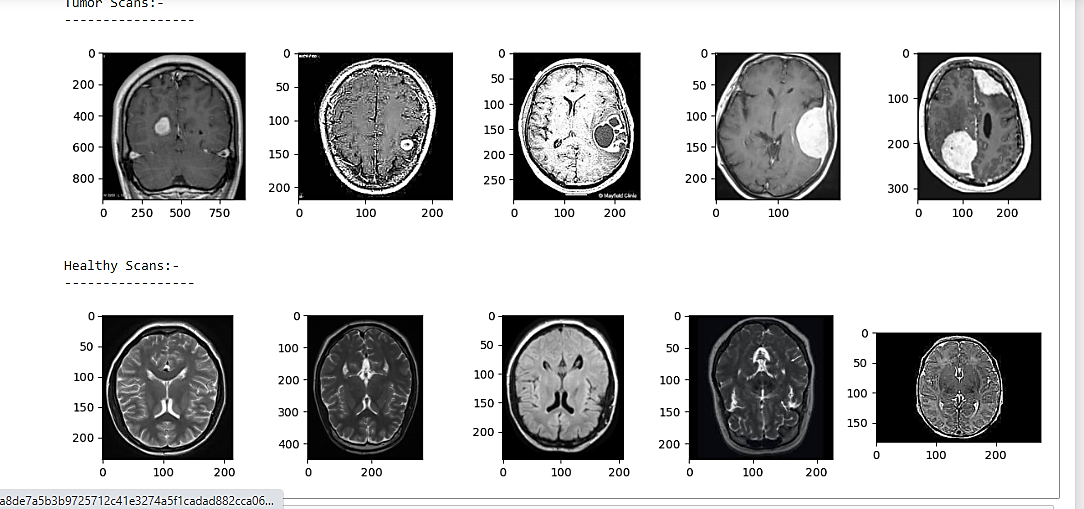 Tumor Scans:-
-----------------
0 0 0 0 0
200 50 50 50 100
400 100 100 100 200
600 150 150 150 300
800 200 200 200
250
© Mayfield Clinic
0 250 500 750 0 100 200 0 100 200 0 100 0 100 200
Healthy Scans:-
-----------------
0 0 0 0 0
50 100 50 50 50
100 200 100 100 100
150 300 150 150 150
200 400 200 200
0 100 200 0 200 0 100 200 0 100 200 0 100 200
a8de7a5b3b9725712c41e3274a5f1cadad882cca06...